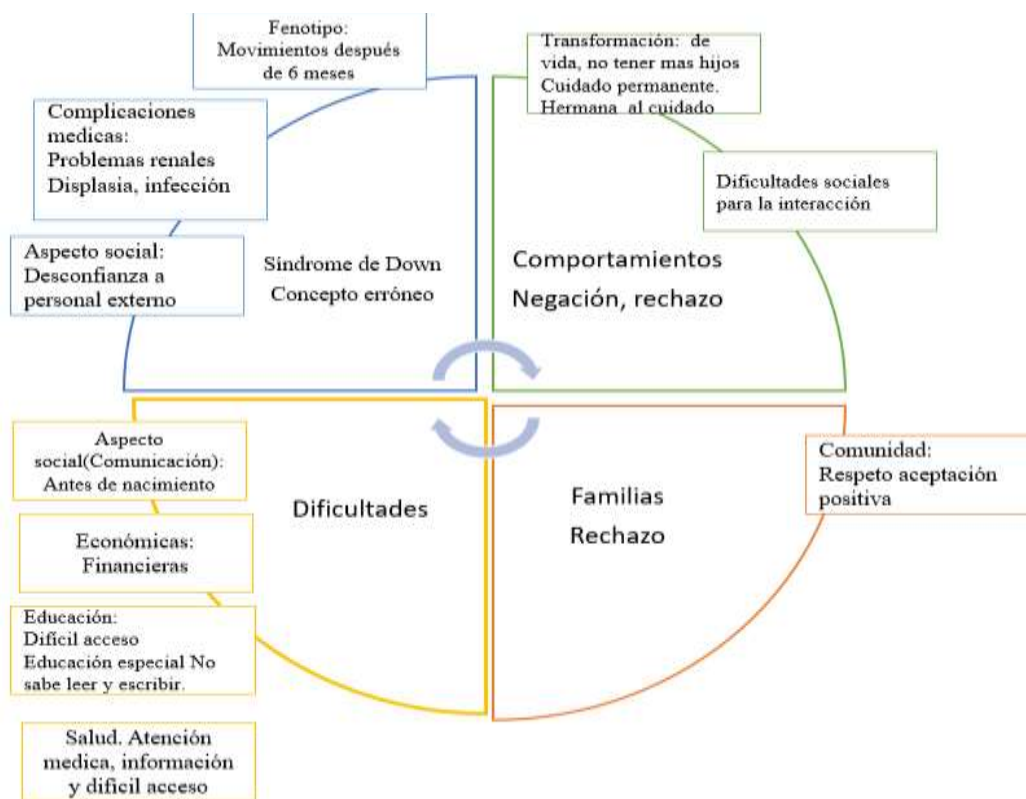 Fenotipo:
Movimientos después
de 6 meses
Complicaciones
medicas:
Problemas renales
Displasia, infección
Aspecto social:
Desconfianza a
personal externo
Síndrome de Down
Concepto erróneo
Transformación:  de
vida, no tener mas hijos
Cuidado permanente.
Hermana  al cuidado
Dificultades sociales
para la interacción
Comportamientos
Negación, rechazo
Aspecto
social(Comunicación):
Antes de nacimiento
Económicas:
Financieras
Educación:
Difícil acceso
Educación especial No
sabe leer y escribir.
Salud. Atención
medica, información
y dificil acceso
Dificultades
Familias
Rechazo
Comunidad:
Respeto aceptación
positiva